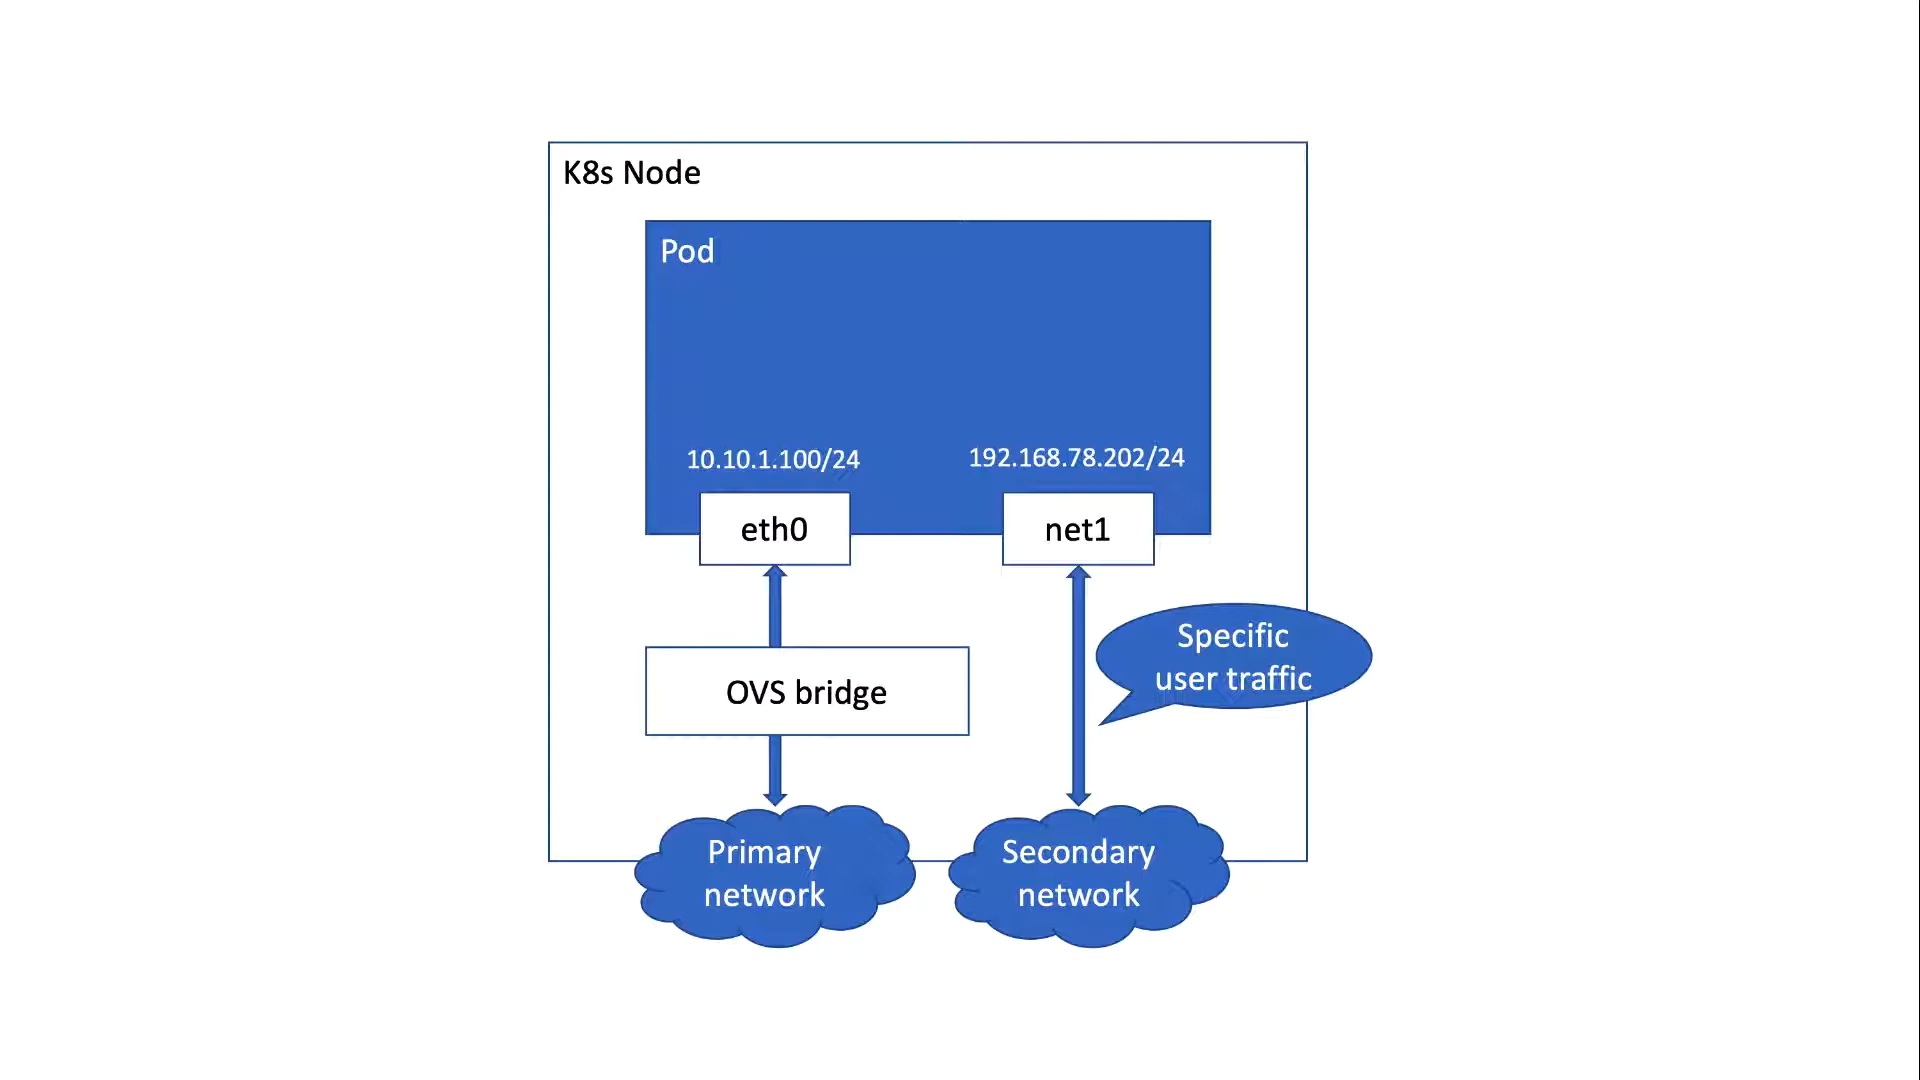 K8s Node
Pod
10.10.1.100/24
192.168.78.202/24
eth0
net1
Specific
user traffic
OVS bridge
Primary
network
Secondary
network